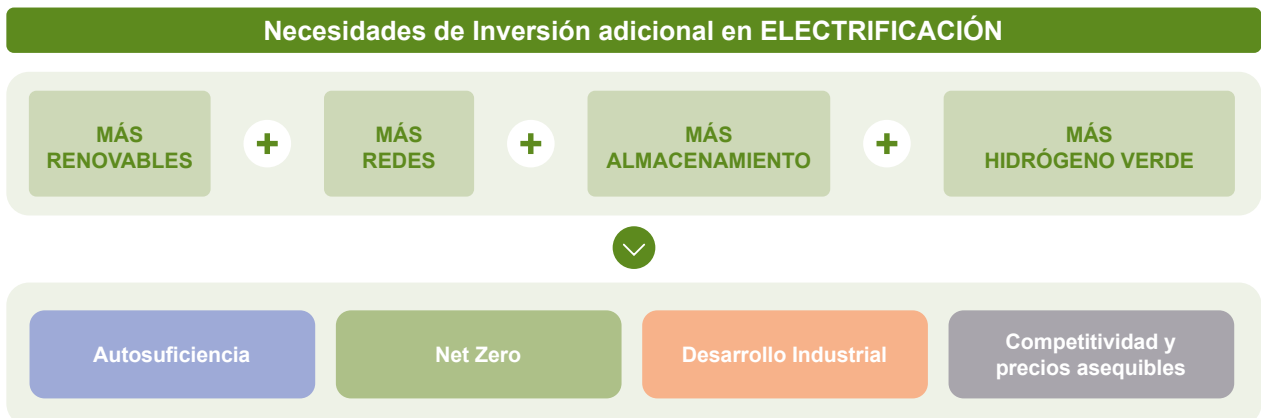 Necesidades de Inversión adicional en ELECTRIFICACIÓN
MÁS
RENOVABLES
+
MÁS
REDES
+
MÁS
ALMACENAMIENTO
+
MÁS
HIDRÓGENO VERDE
Autosuficiencia
Net Zero
Desarrollo Industrial
Competitividad y
precios asequibles